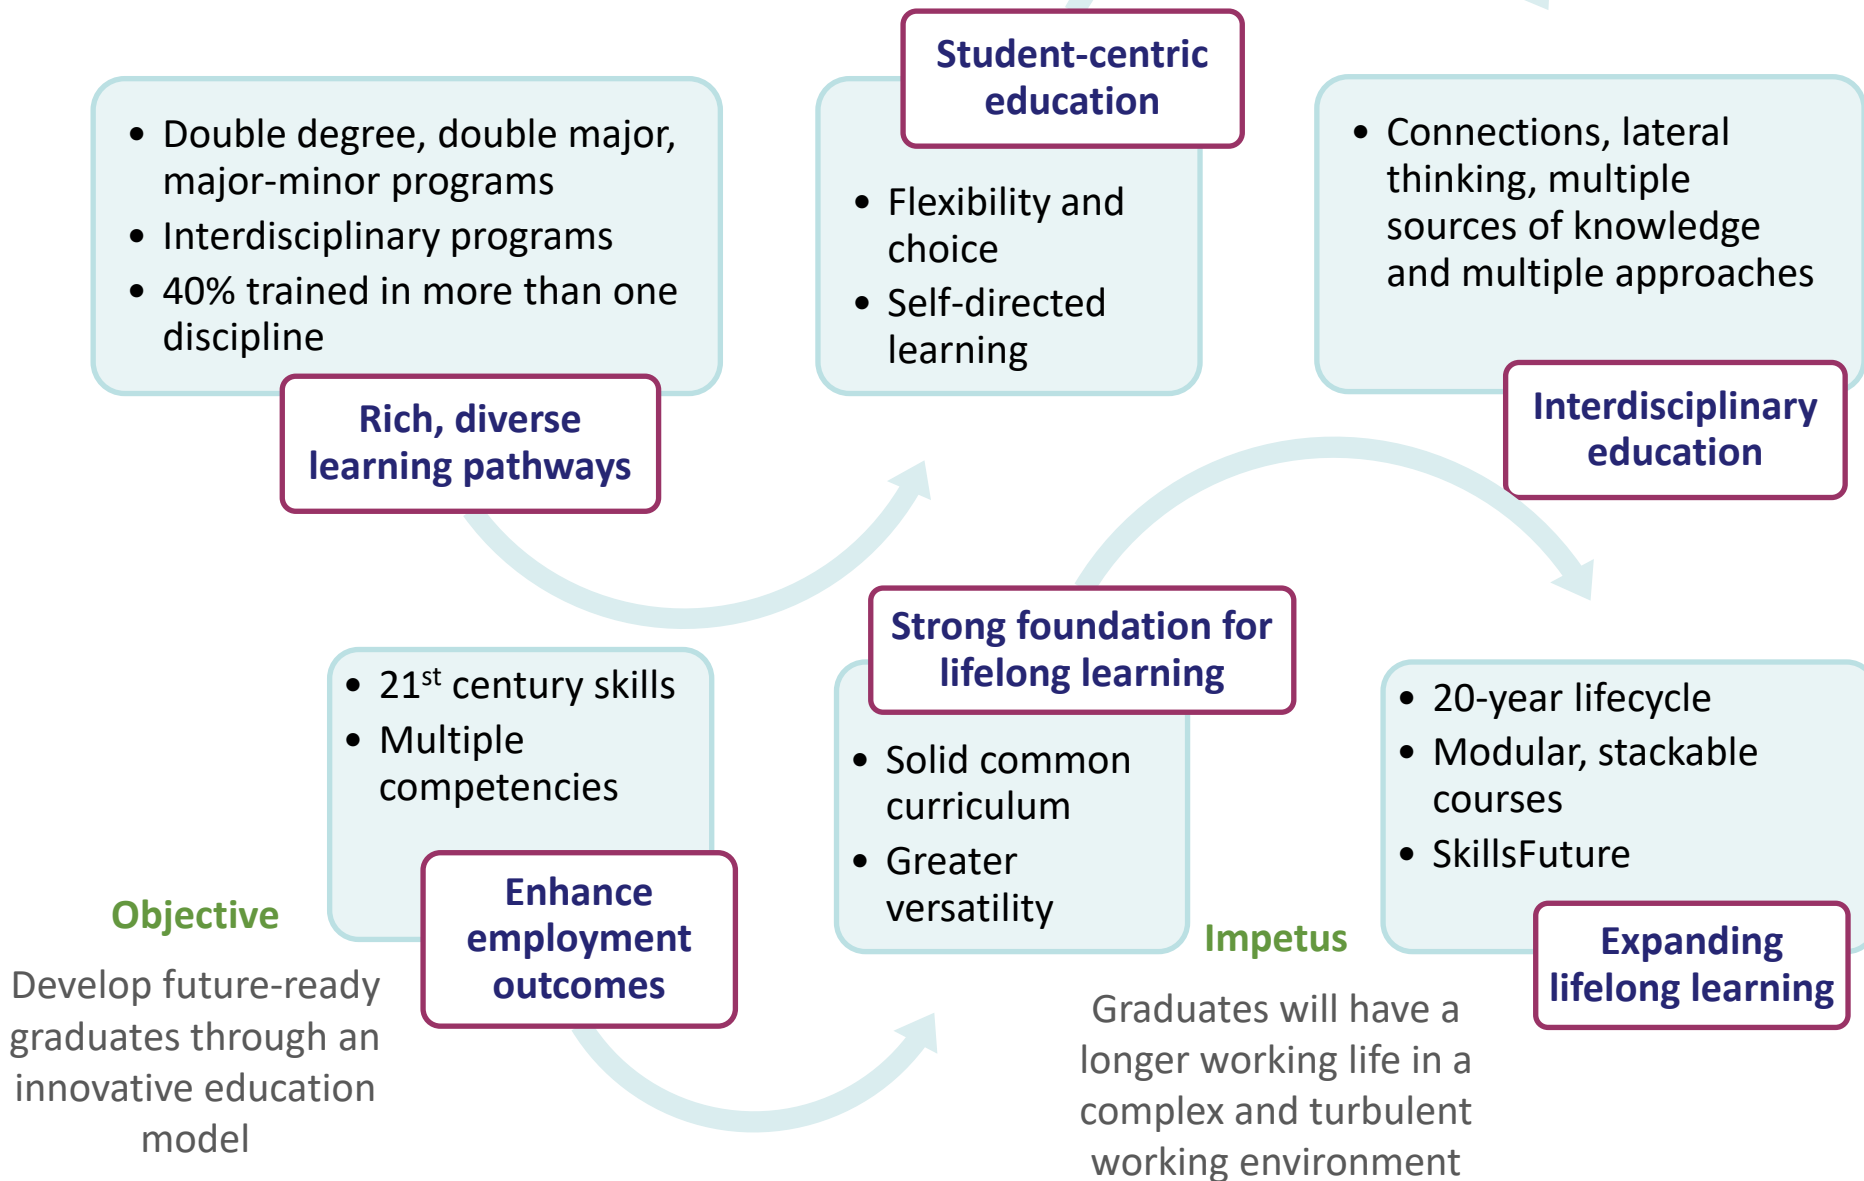 • Double degree, double major,
major-minor programs
• Interdisciplinary programs
• 40% trained in more than one
discipline
Rich, diverse
learning pathways
Student-centric
education
• Flexibility and
choice
• Self-directed
learning
• Connections, lateral
thinking, multiple
sources of knowledge
and multiple approaches
Interdisciplinary
education
• 21st century skills
• Multiple
competencies
Enhance
employment
outcomes
Strong foundation for
lifelong learning
• Solid common
curriculum
• Greater
versatility
• 20-year lifecycle
• Modular, stackable
courses
• SkillsFuture
Expanding
lifelong learning
Objective
Develop future-ready
graduates through an
innovative education
model
Impetus
Graduates will have a
longer working life in a
complex and turbulent
working environment